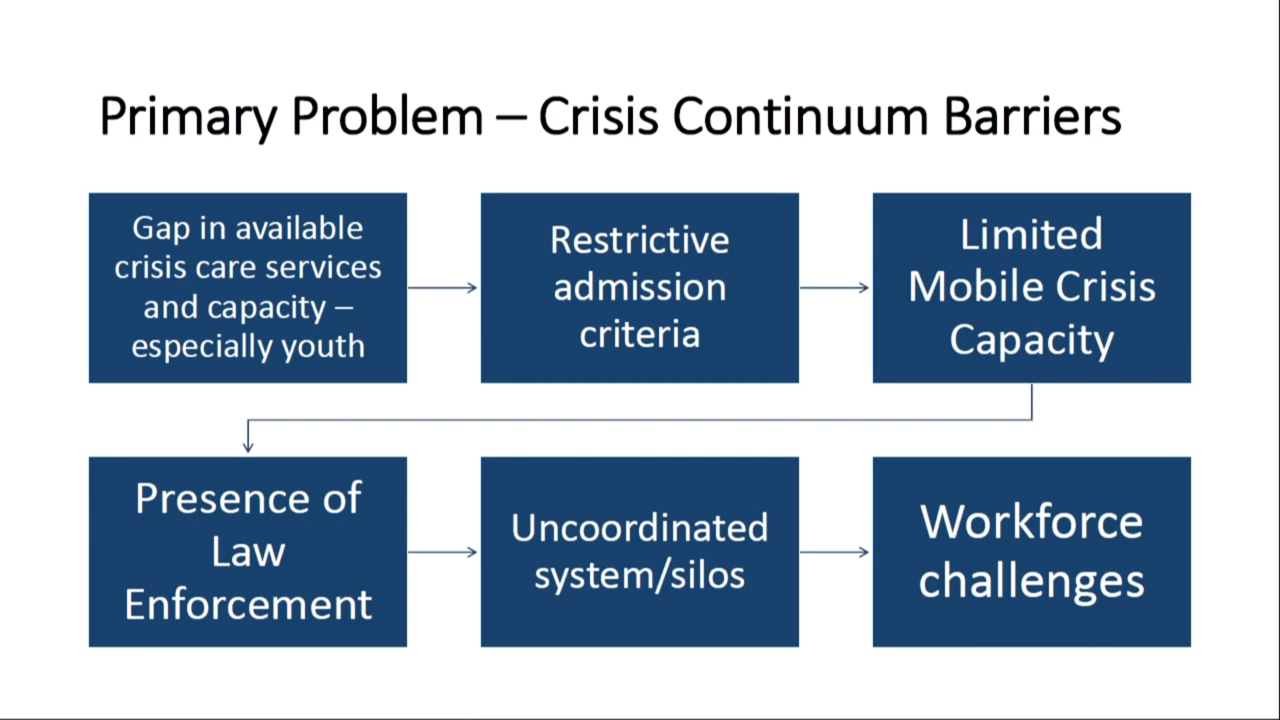 Primary Problem – Crisis Continuum Barriers
Gap in available
crisis care services
and capacity –
especially youth
Restrictive
admission
criteria
Limited
Mobile Crisis
Capacity
Presence of
Law
Enforcement
Uncoordinated
system/silos
Workforce
challenges